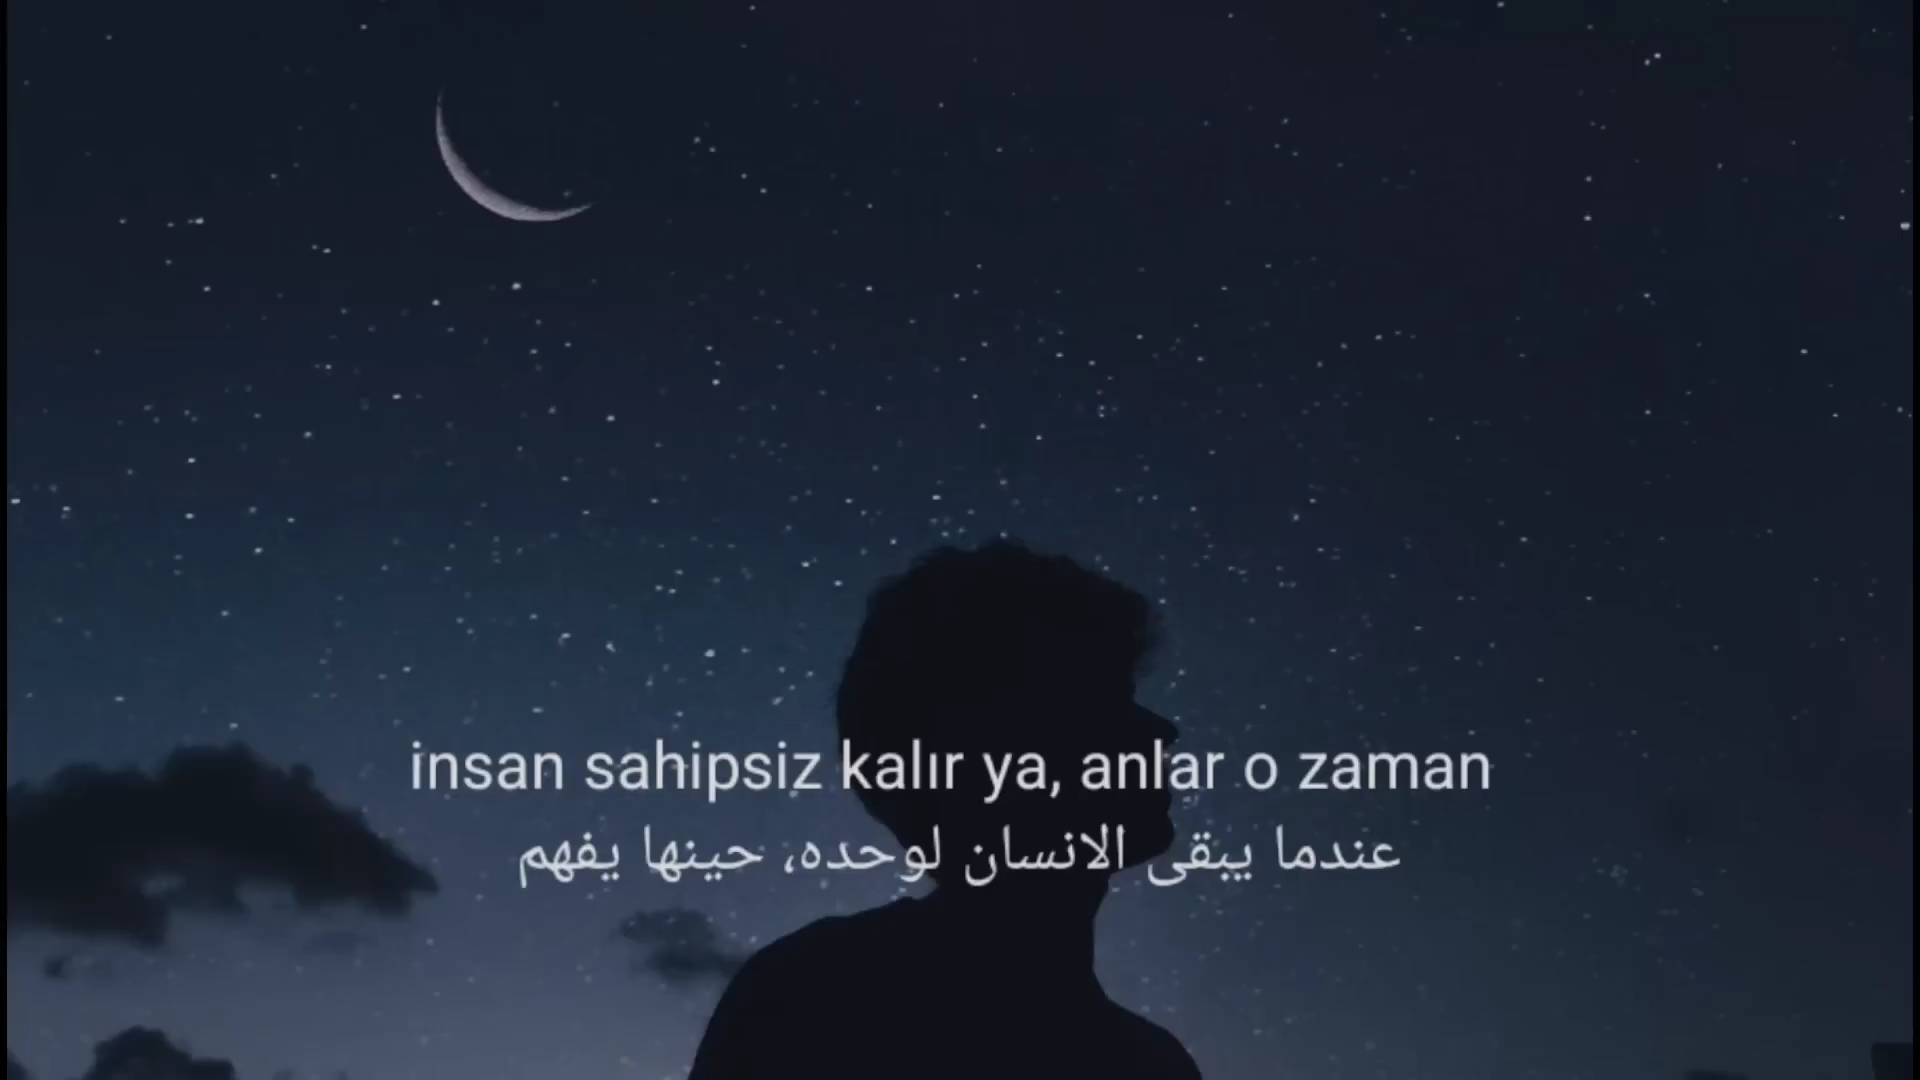 insan sahipsiz kalır ya, anlar o zaman
عندما يبقى الانسان لوحده، حينها يفهم